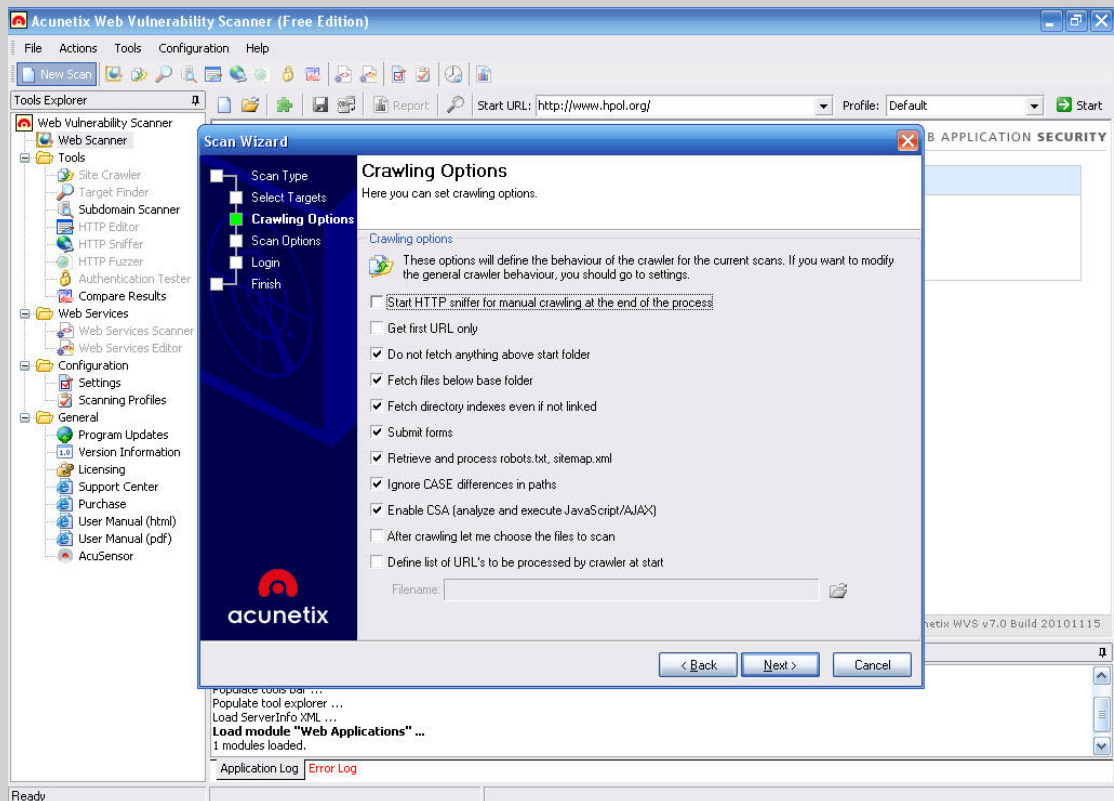 Acunetix Web Vulnerability Scanner (Free Edition)
File Actions Tools Configuration Help
New Scan
Tools Explorer
Report
Start URL: http://www.hpol.org/
Profile: Default
Start
Web Vulnerability Scanner
Web Scanner
Tools
Site Crawler
Target Finder
Subdomain Scanner
HTTP Editor
HTTP Sniffer
HTTP Fuzzer
Authentication Tester
Compare Results
Web Services
Web Services Scanner
Web Services Editor
Configuration
Settings
Scanning Profiles
General
Program Updates
1.0 Version Information
Licensing
Support Center
Purchase
User Manual (html)
User Manual (pdf)
AcuSensor
B APPLICATION SECURITY
Scan Wizard
Scan Type
Select Targets
Crawling Options
Scan Options
Login
Finish
acunetix
Crawling Options
Here you can set crawling options.
Crawling options
These options will define the behaviour of the crawler for the current scans. If you want to modify
the general crawler behaviour, you should go to settings.
Start HTTP sniffer for manual crawling at the end of the process
Get first URL only
Do not fetch anything above start folder
Fetch files below base folder
Fetch directory indexes even if not linked
Submit forms
Retrieve and process robots.txt, sitemap.xml
Ignore CASE differences in paths
Enable CSA (analyze and execute JavaScript/AJAX)
After crawling let me choose the files to scan
Define list of URL's to be processed by crawler at start
Filename:
< Back
Next >
Cancel
netix WVS v7.0 Build 20101115
Populate tools bar ...
Populate tool explorer ...
Load ServerInfo XML ...
Load module "Web Applications" ...
1 modules loaded.
Application Log
Error Log
Ready